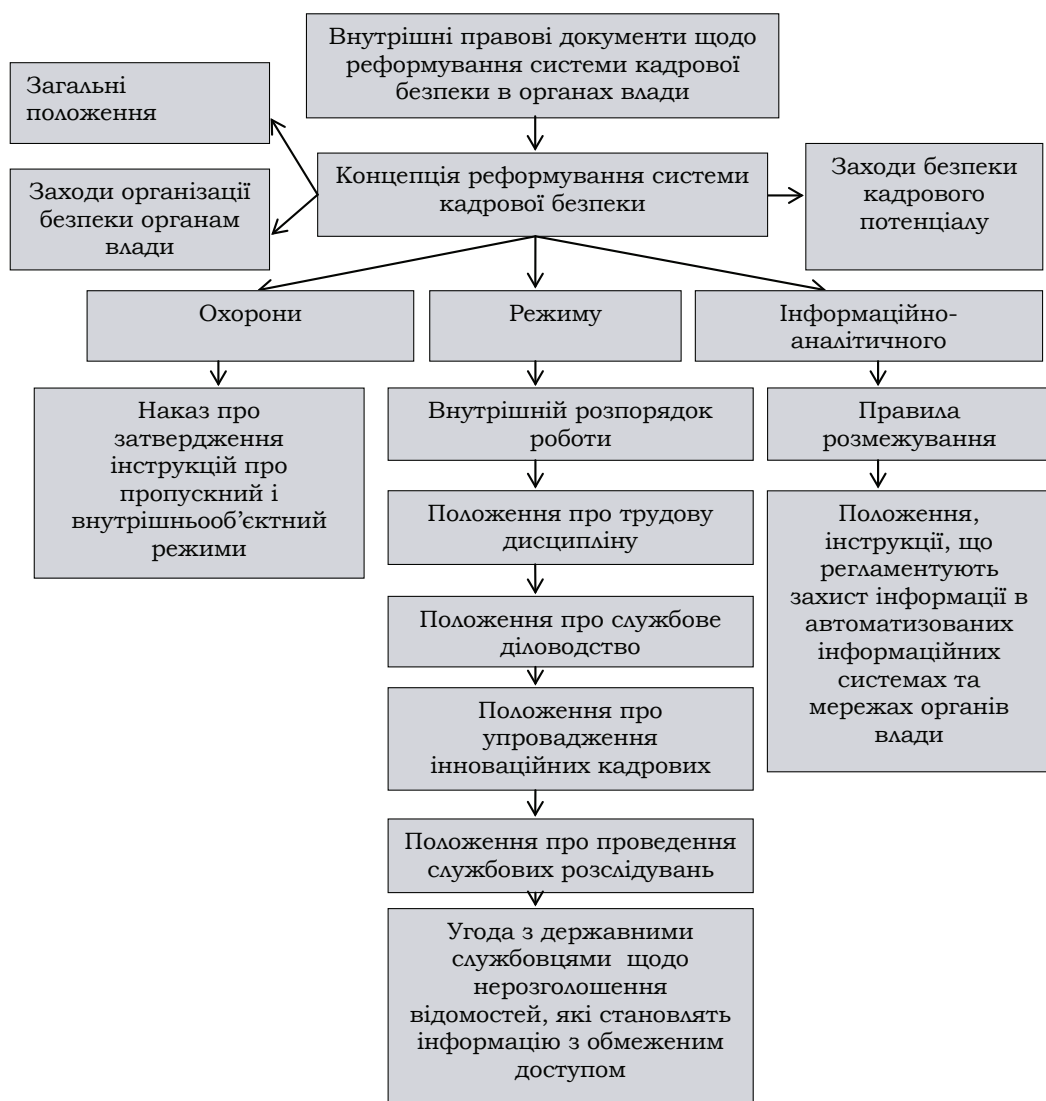 Внутрішні правові документи щодо
реформування системи кадрової
безпеки в органах влади
Загальні
положення
Концепція реформування системи
кадрової безпеки
Заходи безпеки
кадрового
потенціалу
Заходи організації
безпеки органам
влади
Охорони
Режиму
Інформаційно-
аналітичного
Наказ про
затвердження
інструкцій про
пропускний і
внутрішньооб’єктний
режими
Внутрішній розпорядок
роботи
Положення про трудову
дисципліну
Положення про службове
діловодство
Положення про
упровадження
інноваційних кадрових
Положення про проведення
службових розслідувань
Угода з державними
службовцями щодо
нерозголошення
відомостей, які становлять
інформацію з обмеженим
доступом
Правила
розмежування
Положення,
інструкції, що
регламентують
захист інформації в
автоматизованих
інформаційних
системах та
мережах органів
влади